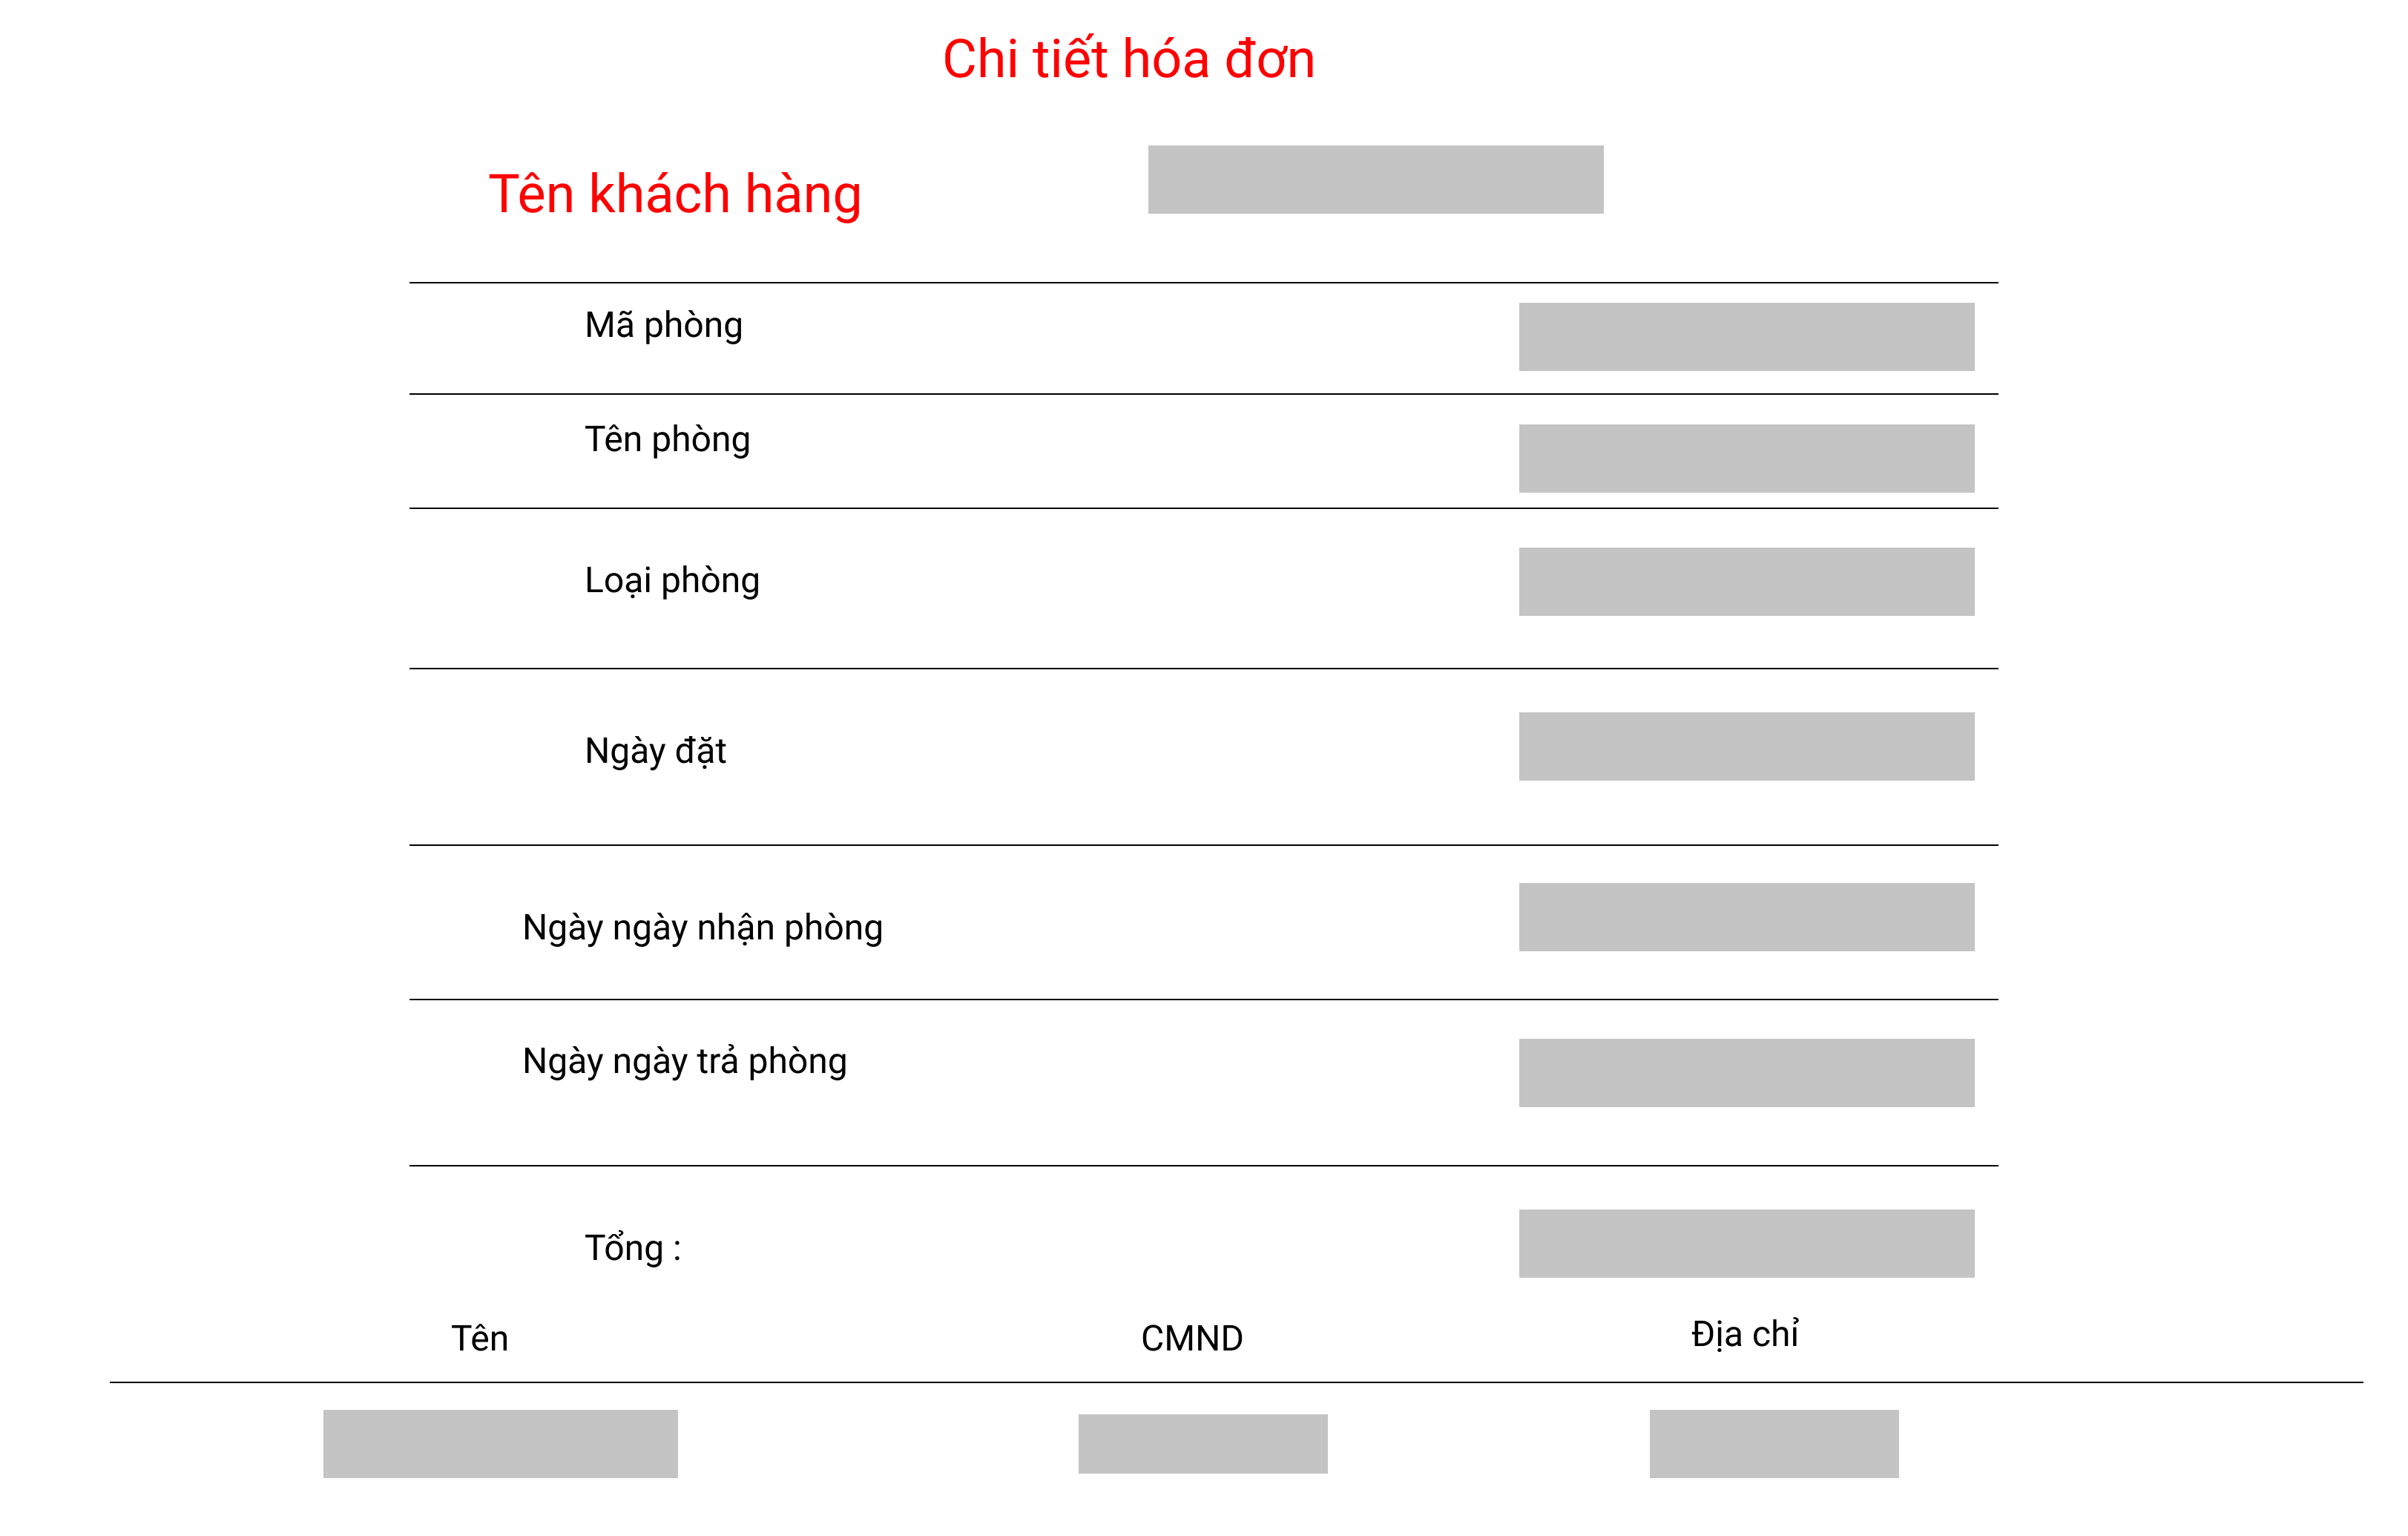 Chi tiết hóa đơn
Tên khách hàng
Mã phòng
Tên phòng
Loại phòng
Ngày đặt
Ngày ngày nhận phòng
Ngày ngày trả phòng
Tổng :
Tên CMND Địa chỉ